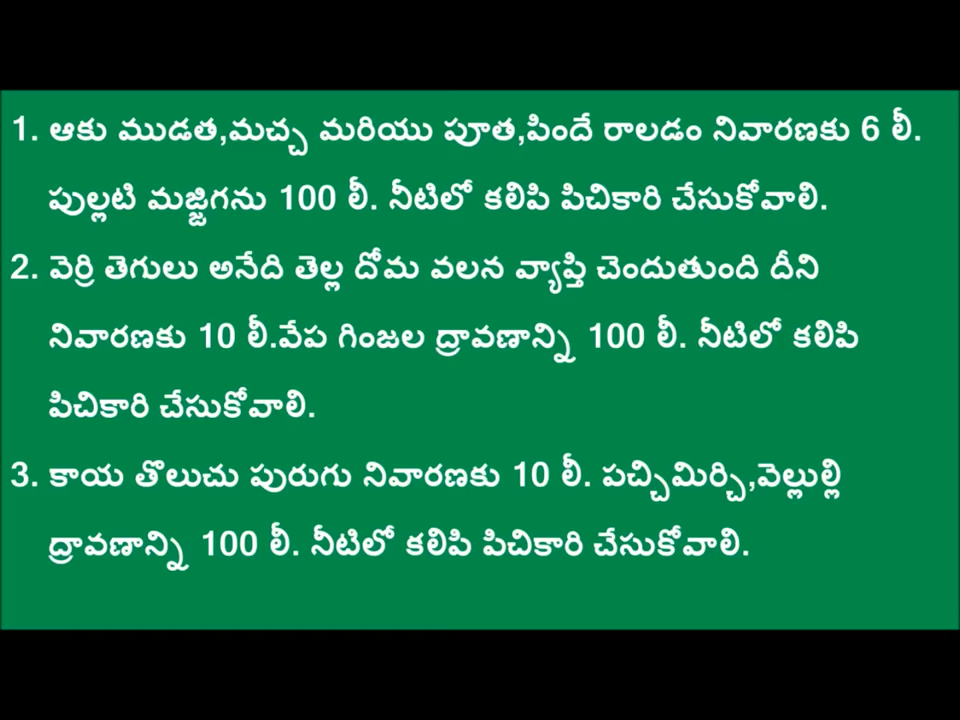 1. ఆకు ముడత,మచ్చ మరియు పూత,పిందే రాలడం నివారణకు 6 లీ.
పుల్లటి మజ్జిగను 100 లీ. నీటిలో కలిపి పిచికారి చేసుకోవాలి.
2. వెర్రి తెగులు అనేది తెల్ల దోమ వలన వ్యాప్తి చెందుతుంది దీని
నివారణకు 10 లీ.వేప గింజల ద్రావణాన్ని 100 లీ. నీటిలో కలిపి
పిచికారి చేసుకోవాలి.
3. కాయ తొలుచు పురుగు నివారణకు 10 లీ. పచ్చిమిర్చి,వెల్లుల్లి
ద్రావణాన్ని 100 లీ. నీటిలో కలిపి పిచికారి చేసుకోవాలి.